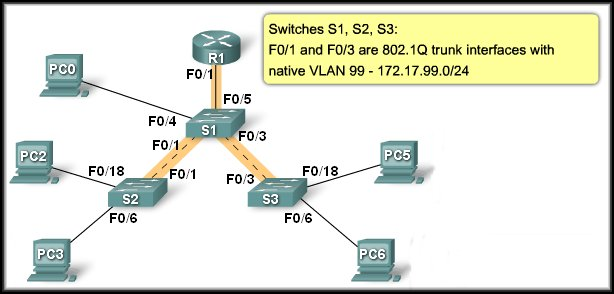 Switches S1, S2, S3:
F0/1 and F0/3 are 802.1Q trunk interfaces with
native VLAN 99 - 172.17.99.0/24
R1
F0/1
PC0
F0/5
F0/4
S1
F0/1
F0/3
PC2
F0/18
F0/1
S2
F0/6
PC3
F0/3
S3
F0/18
PC5
F0/6
PC6